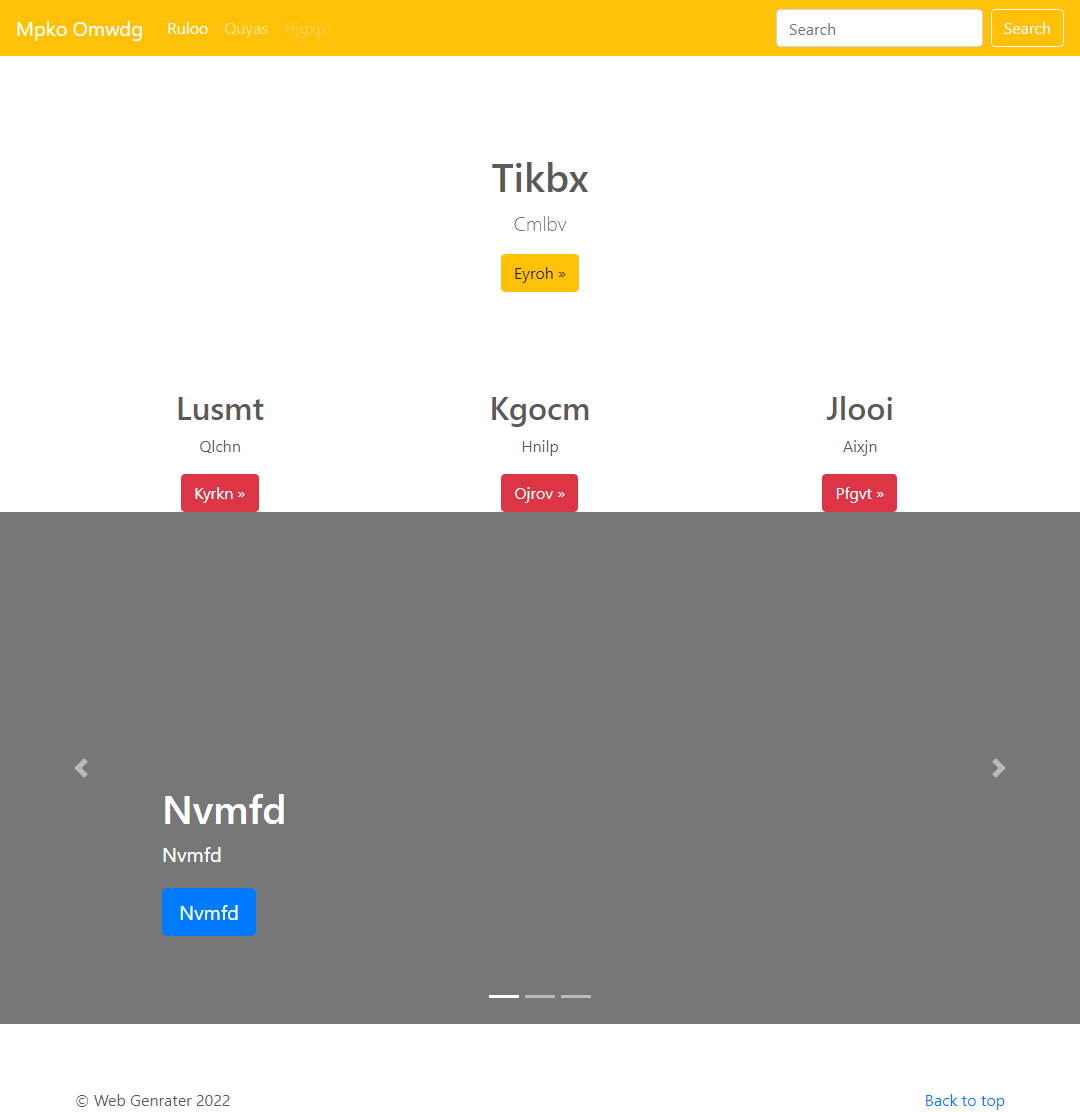 Mpko Omwdg Ruloo Quyas Hjgxp Search Search
Tikbx
Cmlbv
Eyroh »
Lusmt Kgocm Jlooi
Qlchn Hnilp Aixjn
Kyrkn » Ojrov » Pfgvt »
Nvmfd
Nvmfd
Nvmfd
© Web Genrater 2022 Back to top